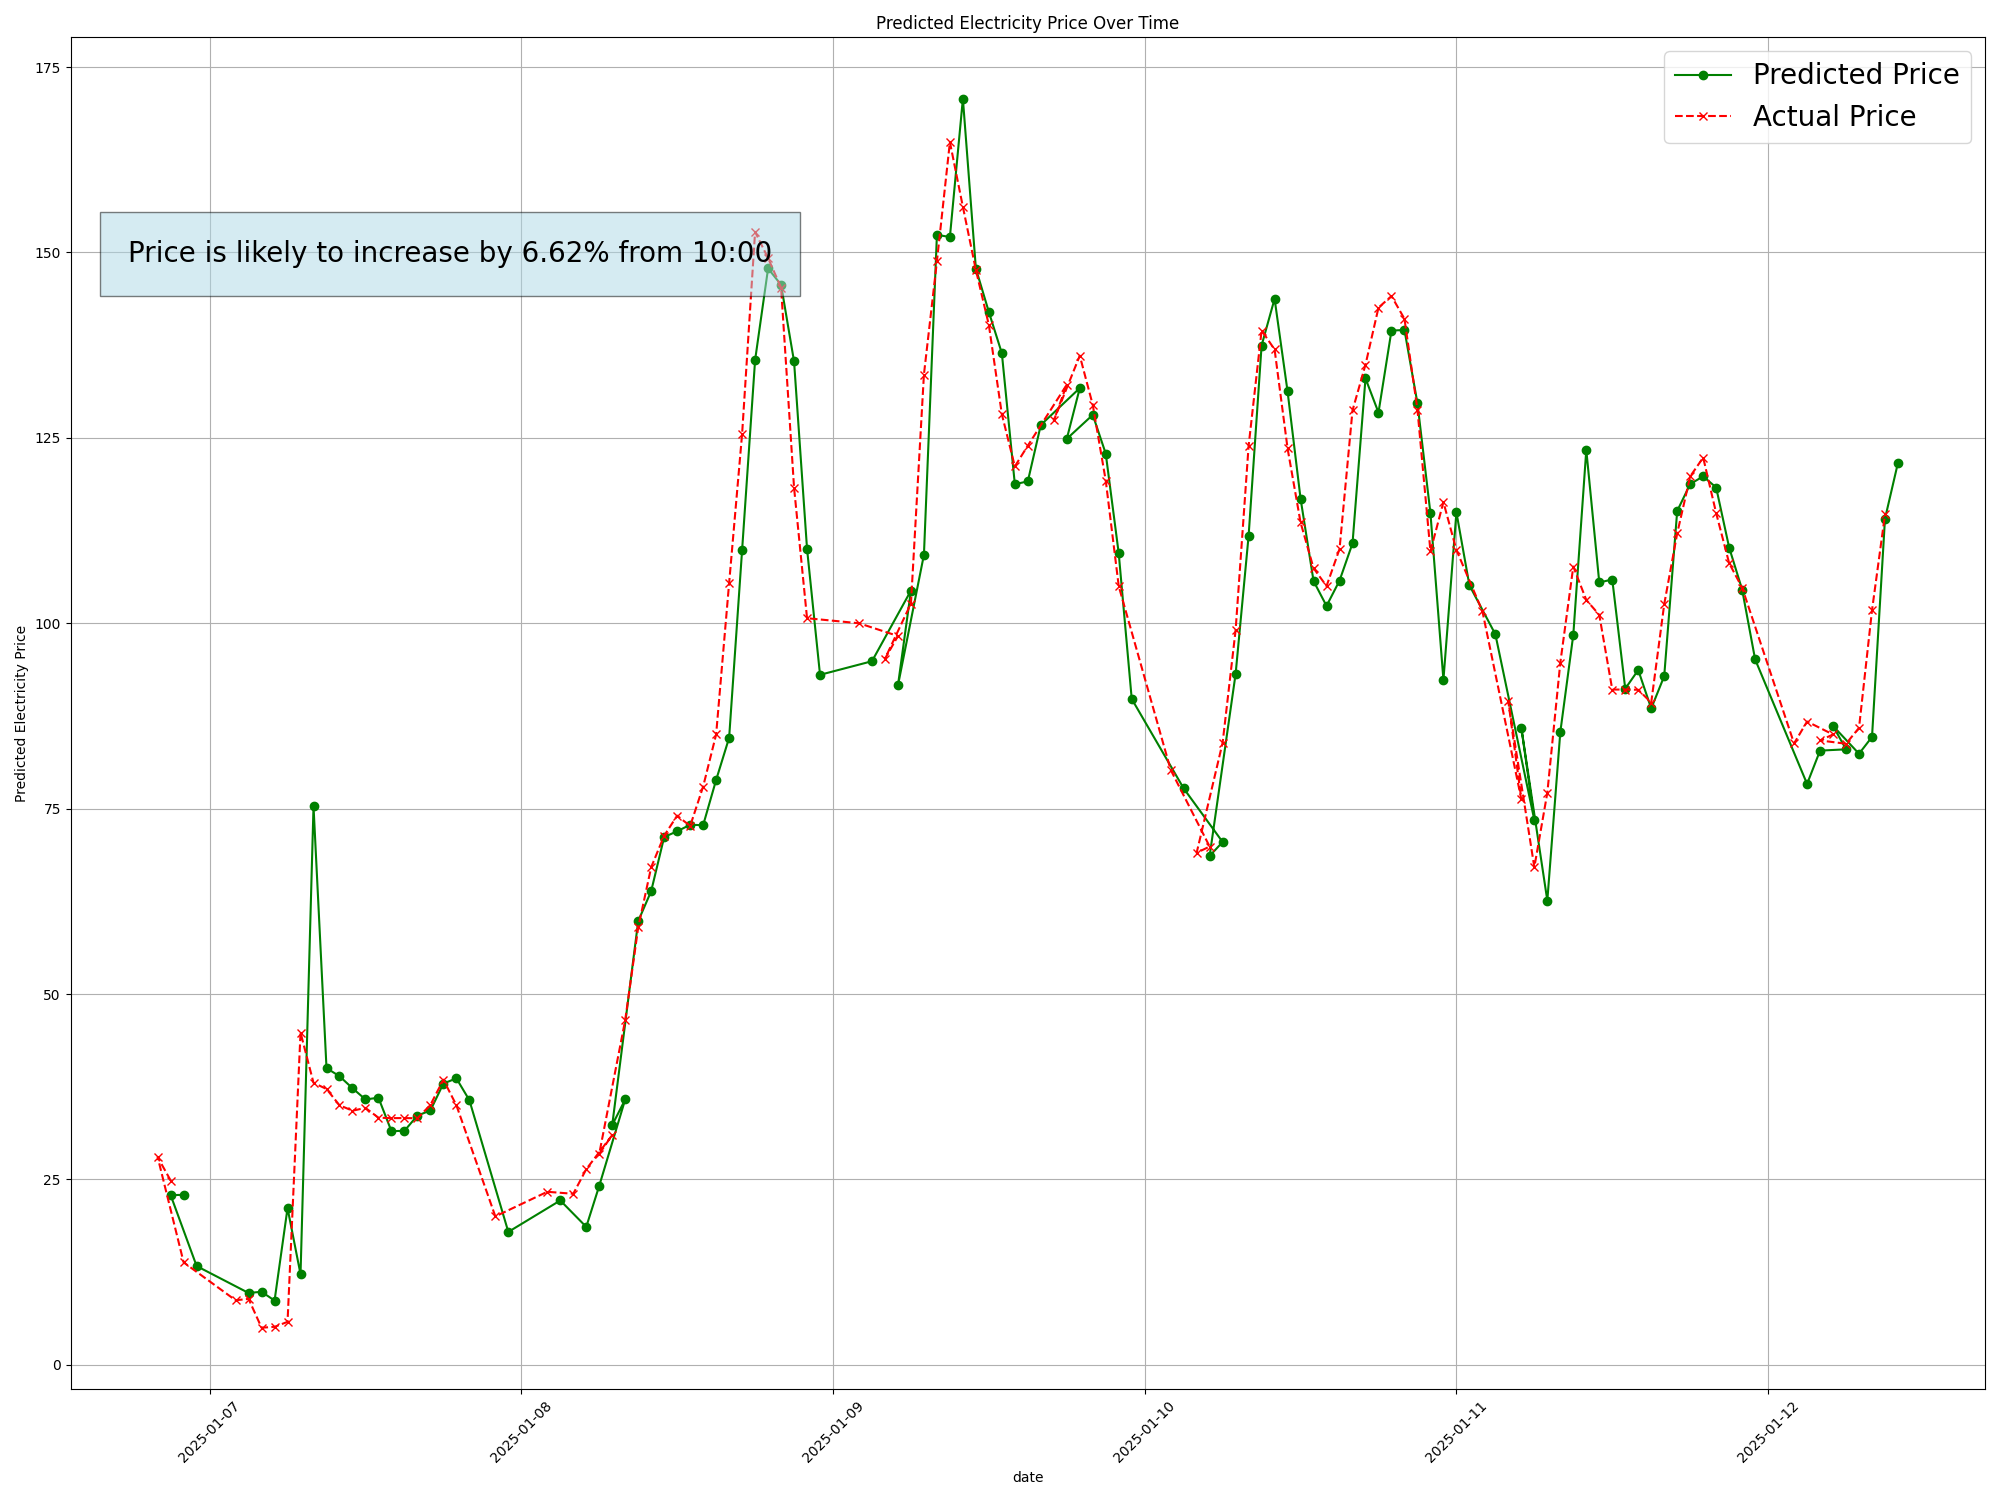 Predicted Electricity Price Over Time
Predicted Price
Actual Price
Price is likely to increase by 6.62% from 10:00
Predicted Electricity Price
175
150
125
100
75
50
25
0
2025-01-07
2025-01-08
2025-01-09
2025-01-10
2025-01-11
2025-01-12
date